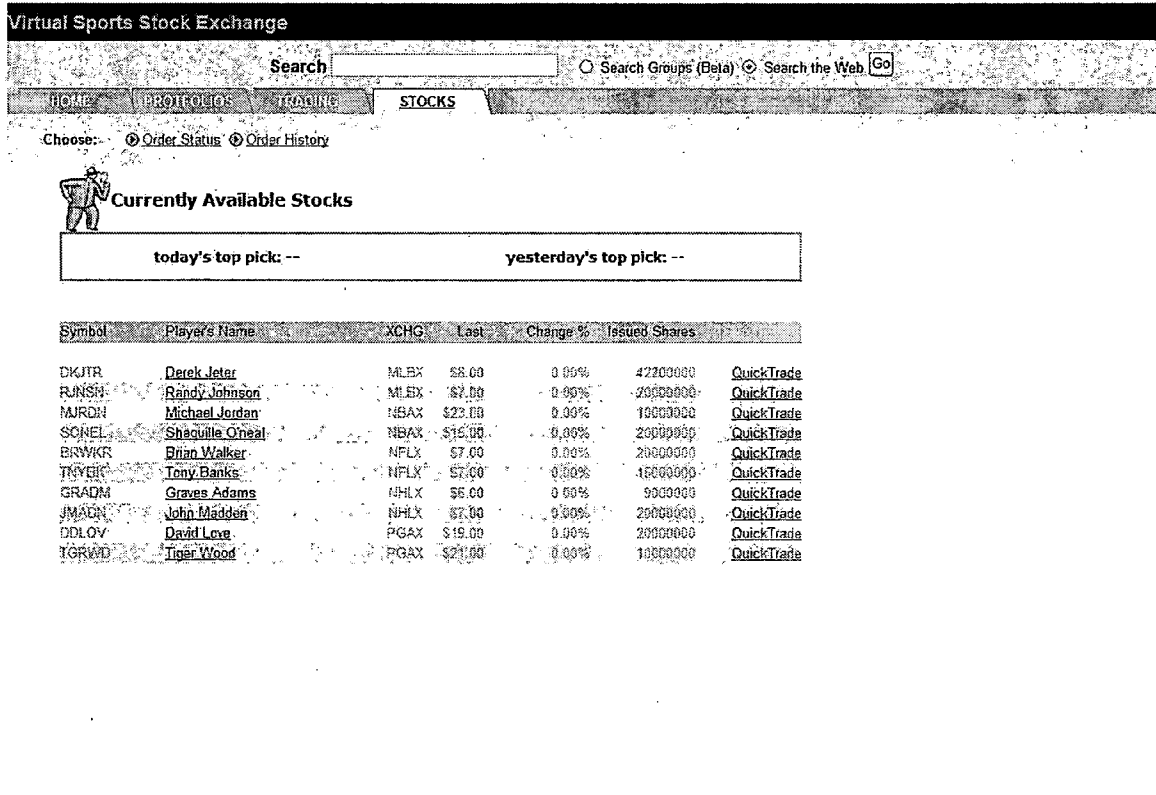 Virtual Sports Stock Exchange
Search Search Groups (Beta) Search the Web Go
HOME PROTFOLIOS TRADING STOCKS
Choose: Order Status Order History
Currently Available Stocks
today's top pick: -- yesterday's top pick: --
Symbol Player's Name XCHG Last Change % Issued Shares
DKJTR Derek Jeter MLBX $8.00 0.00% 42200000 QuickTrade
RJNSN Randy Johnson MLBX $7.00 0.00% 20000000 QuickTrade
MJRDN Michael Jordan NBAX $23.00 0.00% 10000000 QuickTrade
SONEL Shaquille O'neal NBAX $15.00 0.00% 20000000 QuickTrade
BRWKR Brian Walker NFLX $7.00 0.00% 20000000 QuickTrade
Tony Banks NFLX $7.00 0.00% QuickTrade
GRADM Graves Adams NHLX $6.00 0.00% 9000000 QuickTrade
JMADN John Madden NHLX $7.00 0.00% 20000000 QuickTrade
DDLOV David Love PGAX $19.00 0.00% 20000000 QuickTrade
TGRWD Tiger Wood PGAX $21.00 0.00% 10000000 QuickTrade